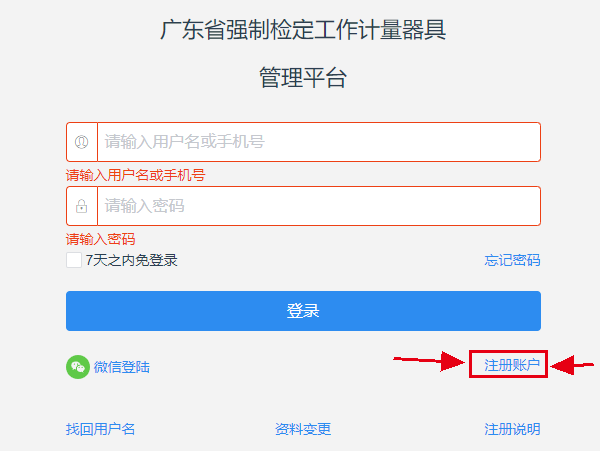 广东省强制检定工作计量器具
管理平台
请输入用户名或手机号
请输入用户名或手机号
请输入密码
请输入密码
7天之内免登录
忘记密码
登录
微信登陆
注册账户
找回用户名
资料变更
注册说明